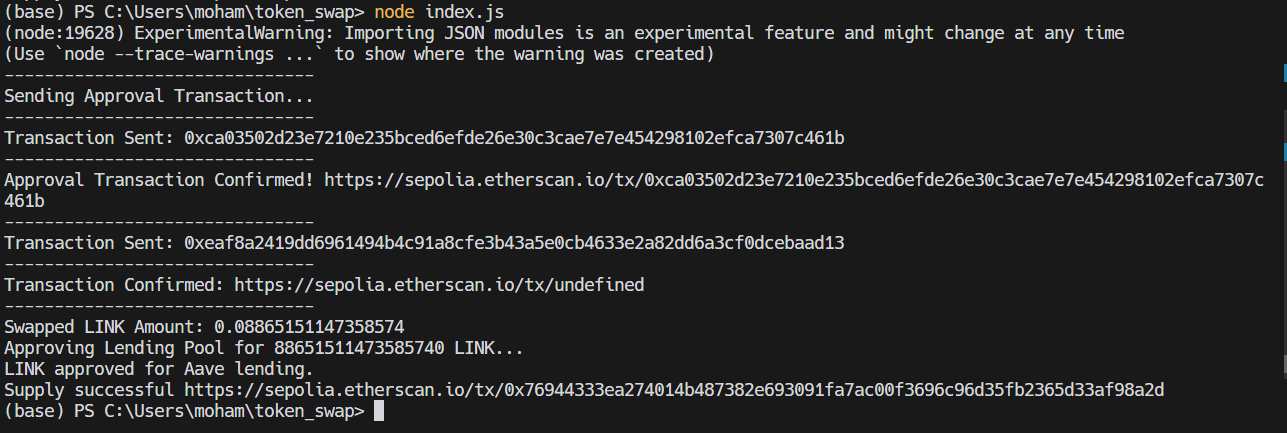 (base) PS C:\Users\moham\token_swap> node index.js
(node:19628) ExperimentalWarning: Importing JSON modules is an experimental feature and might change at any time
(Use `node --trace-warnings ...` to show where the warning was created)
-------------------------------
Sending Approval Transaction...
-------------------------------
Transaction Sent: 0xca03502d23e7210e235bced6efde26e30c3cae7e7e454298102efca7307c461b
-------------------------------
Approval Transaction Confirmed! https://sepolia.etherscan.io/tx/0xca03502d23e7210e235bced6efde26e30c3cae7e7e454298102efca7307c
461b
-------------------------------
Transaction Sent: 0xeaf8a2419dd6961494b4c91a8cfe3b43a5e0cb4633e2a82dd6a3cf0dcebaad13
-------------------------------
Transaction Confirmed: https://sepolia.etherscan.io/tx/undefined
-------------------------------
Swapped LINK Amount: 0.08865151147358574
Approving Lending Pool for 88651511473585740 LINK...
LINK approved for Aave lending.
Supply successful https://sepolia.etherscan.io/tx/0x76944333ea274014b487382e693091fa7ac00f3696c96d35fb2365d33af98a2d
(base) PS C:\Users\moham\token_swap>